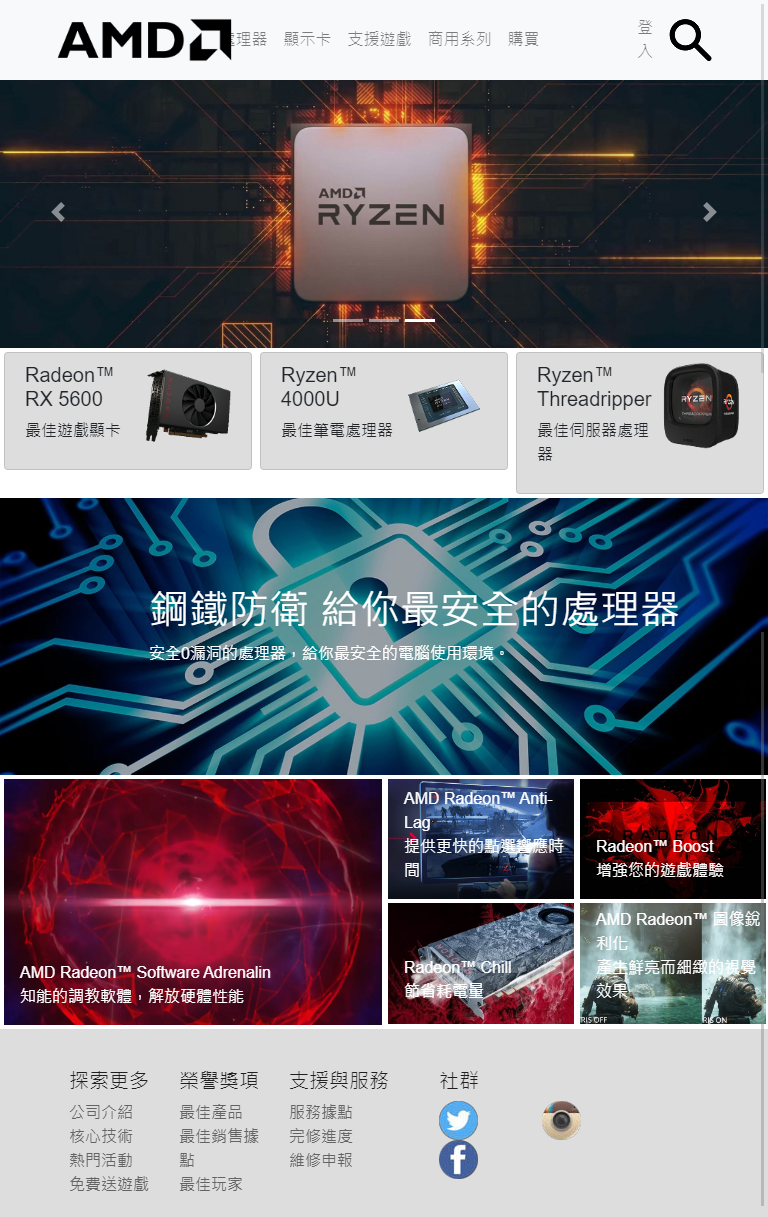 AMD
處理器 顯示卡 支援遊戲 商用系列 購買
登
入
AMD
RYZEN
Radeon™
RX 5600
最佳遊戲顯卡
Ryzen™
4000U
最佳筆電處理器
Ryzen™
Threadripper
最佳伺服器處理
器
RYZEN
鋼鐵防衛 給你最安全的處理器
安全0漏洞的處理器，給你最安全的電腦使用環境。
AMD Radeon™ Software Adrenalin
知能的調教軟體，解放硬體性能
AMD Radeon™ Anti-
Lag
提供更快的點選響應時
間
RADEON
Radeon™ Boost
增強您的遊戲體驗
Radeon™ Chill
節省耗電量
AMD Radeon™ 圖像銳
利化
產生鮮亮而細緻的視覺
效果
RIS OFF
RIS ON
探索更多
公司介紹
核心技術
熱門活動
免費送遊戲
榮譽獎項
最佳產品
最佳銷售據
點
最佳玩家
支援與服務
服務據點
完修進度
維修申報
社群